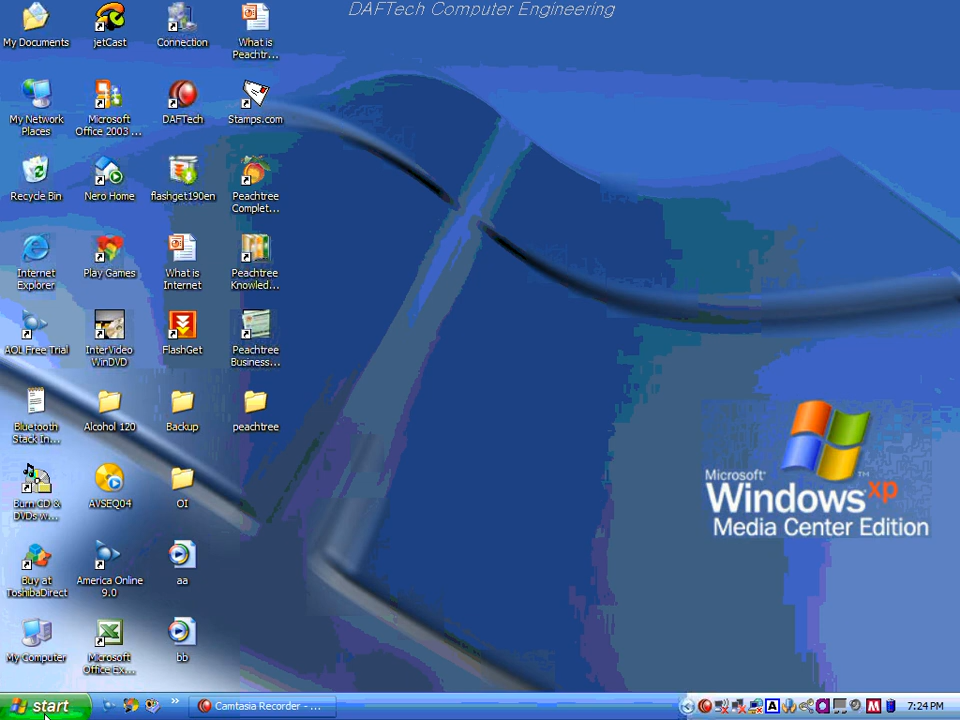 DAFTech Computer Engineering
My Documents
jetCast
Connection
What is
Peachtr...
My Network
Places
Microsoft
Office 2003 ...
DAFTech
Stamps.com
Recycle Bin
Nero Home
flashget190en
Peachtree
Complet...
Internet
Explorer
Play Games
What is
Internet
Peachtree
Knowled...
AOL Free Trial
InterVideo
WinDVD
FlashGet
Peachtree
Business...
Bluetooth
Stack In...
Alcohol 120
Backup
peachtree
Burn CD &
DVDs w...
AVSEQ04
OI
Buy at
ToshibaDirect
America Online
9.0
aa
My Computer
Microsoft
Office Ex...
bb
Microsoft
Windows xp
TM
Media Center Edition
start
»
Camtasia Recorder - ...
7:24 PM